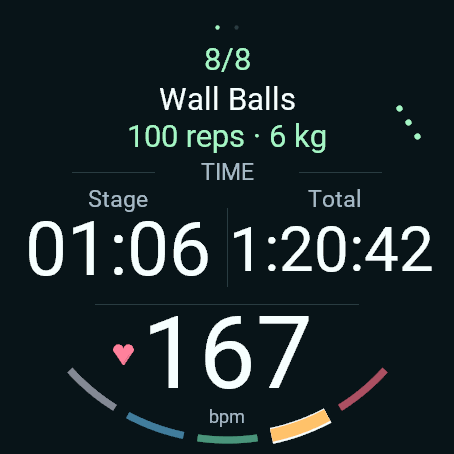 8/8
Wall Balls
100 reps · 6 kg
TIME
Stage Total
01:06 1:20:42
167
bpm